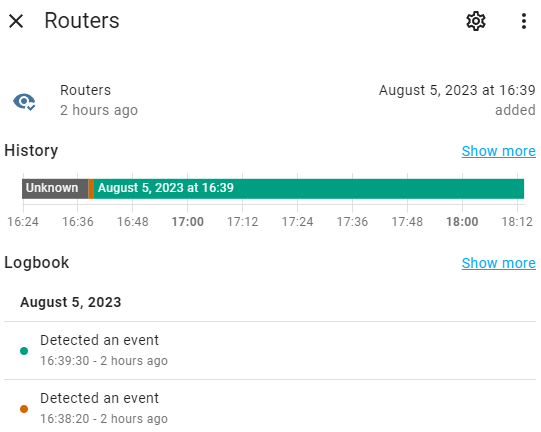 Routers
Routers
August 5, 2023 at 16:39
2 hours ago
added
History
Show more
Unknown
August 5, 2023 at 16:39
16:24 16:36 16:48 17:00 17:12 17:24 17:36 17:48 18:00 18:12
Logbook
Show more
August 5, 2023
Detected an event
16:39:30 - 2 hours ago
Detected an event
16:38:20 - 2 hours ago